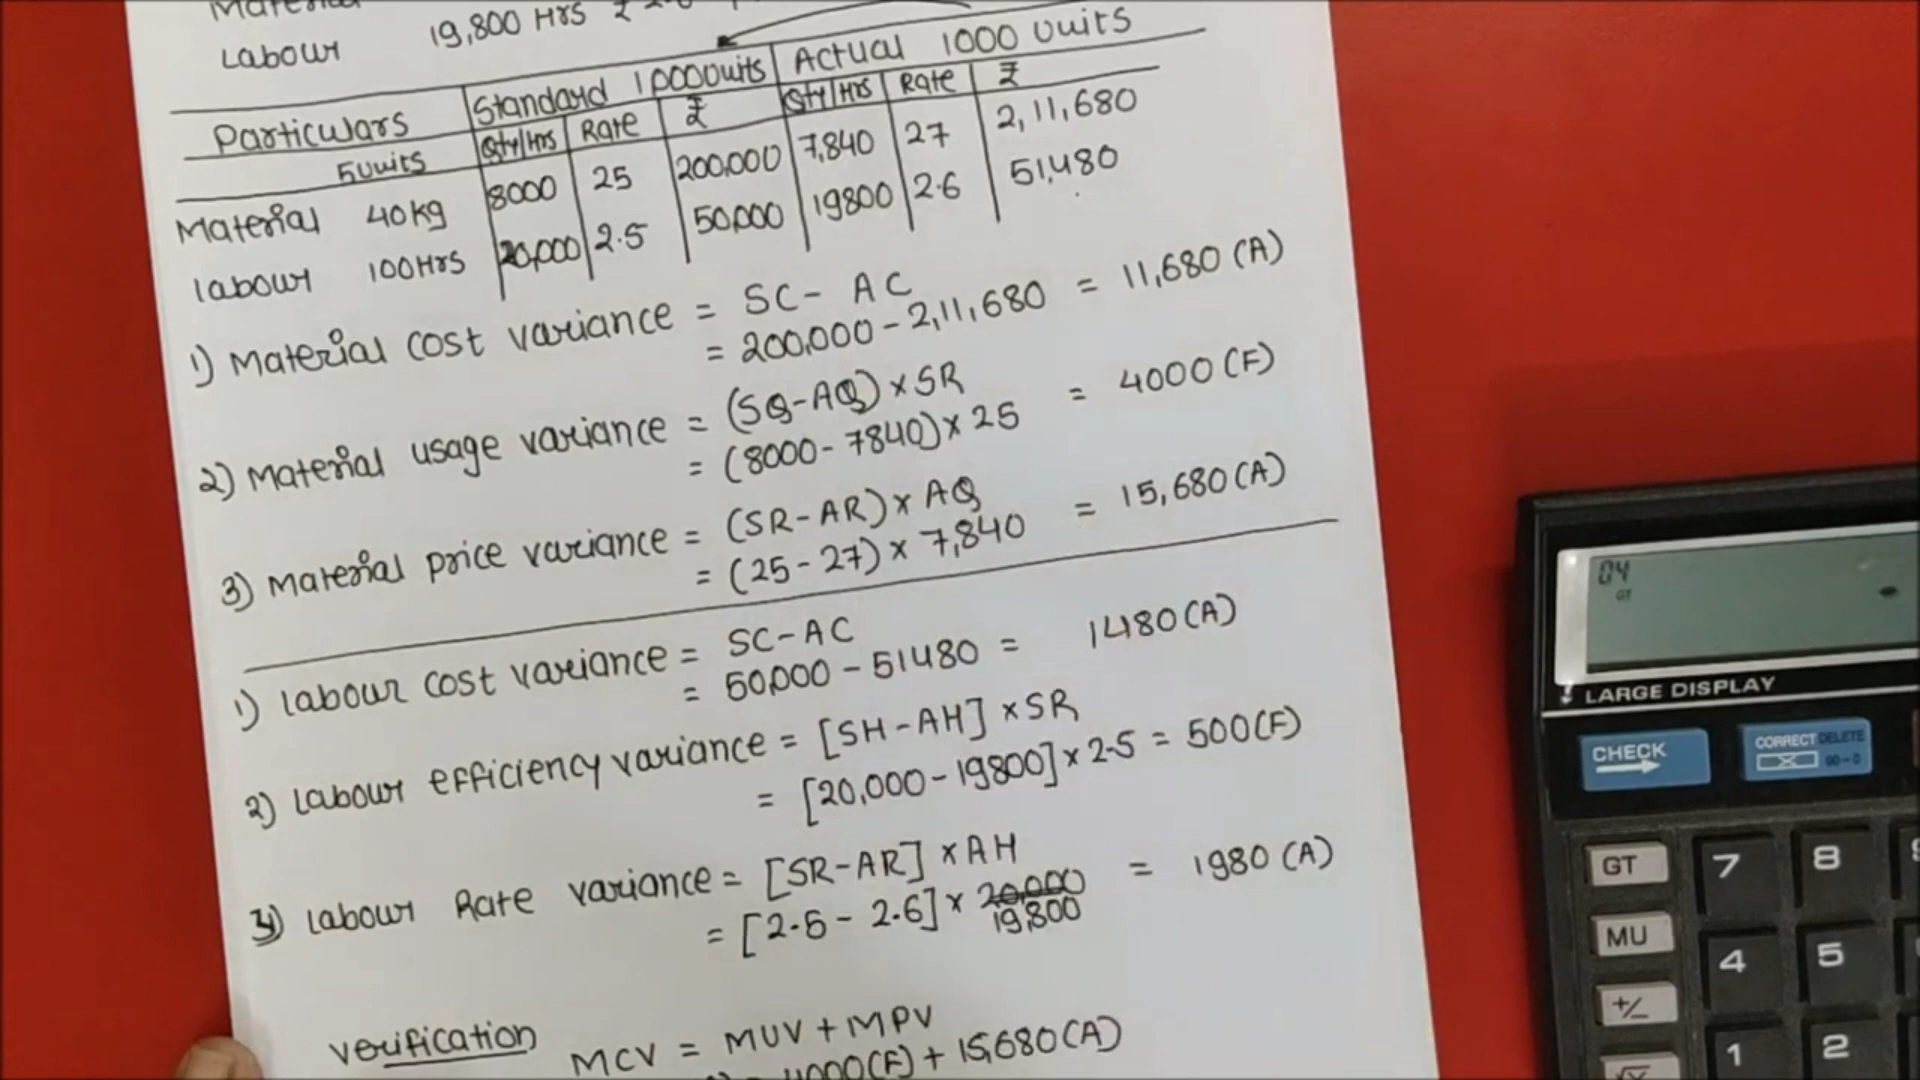 Material
Labour 19,800 Hrs ₹
Particulars Standard 1000units Actual 1000 units
5units Qty/Hrs Rate ₹ Qty/Hrs Rate ₹
Material 40kg 8000 25 200,000 7,840 27 2,11,680
labour 100Hrs 20,000 2.5 50,000 19800 2.6 51,480
1) Material cost variance = SC - AC
= 200,000 - 2,11,680 = 11,680 (A)
2) Material usage variance = (SQ-AQ) × SR
= (8000 - 7840) × 25 = 4000 (F)
3) Material price variance = (SR-AR) × AQ
= (25 - 27) × 7,840 = 15,680 (A)
1) labour cost variance = SC-AC
= 50,000 - 51480 = 1480 (A)
2) labour efficiency variance = [SH-AH] × SR
= [20,000 - 19800] × 2.5 = 500 (F)
3) labour Rate variance = [SR-AR] × AH
= [2.5 - 2.6] × 20,000 19,800 = 1980 (A)
verification MCV = MUV + MPV
4000(F) + 15,680(A)
04
GT
LARGE DISPLAY
CHECK
CORRECT DELETE
00→0
GT 7 8
MU 4 5
+/- 1 2
√x